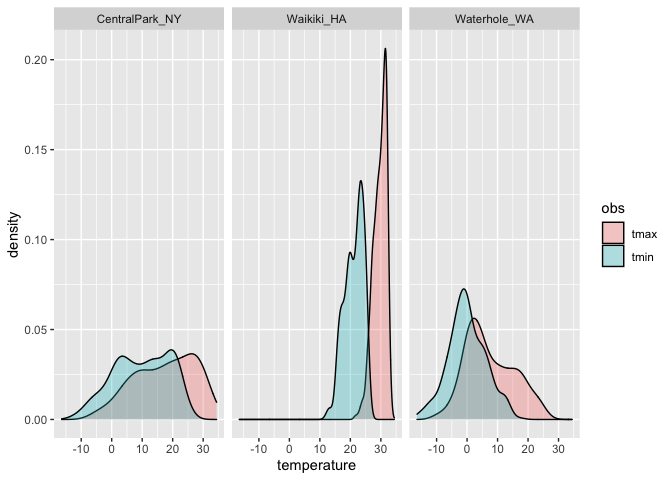 CentralPark_NY Waikiki_HA Waterhole_WA
0.20
0.15
0.10
0.05
0.00
density
-10 0 10 20 30 -10 0 10 20 30 -10 0 10 20 30
temperature
obs
tmax
tmin